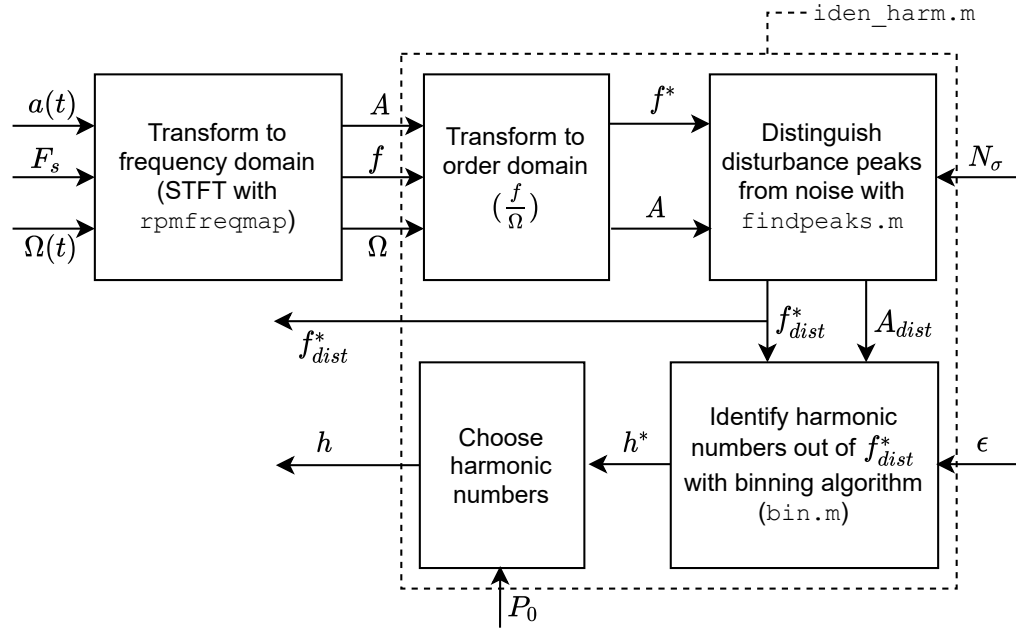 iden_harm.m
a(t)
F_s
Ω(t)
Transform to
frequency domain
(STFT with
rpmfreqmap)
A
f
Ω
Transform to
order domain
(f/Ω)
f*
A
Distinguish
disturbance peaks
from noise with
findpeaks.m
N_σ
f*_dist
f*_dist
A_dist
h
Choose
harmonic
numbers
h*
Identify harmonic
numbers out of f*_dist
with binning algorithm
(bin.m)
ϵ
P_0